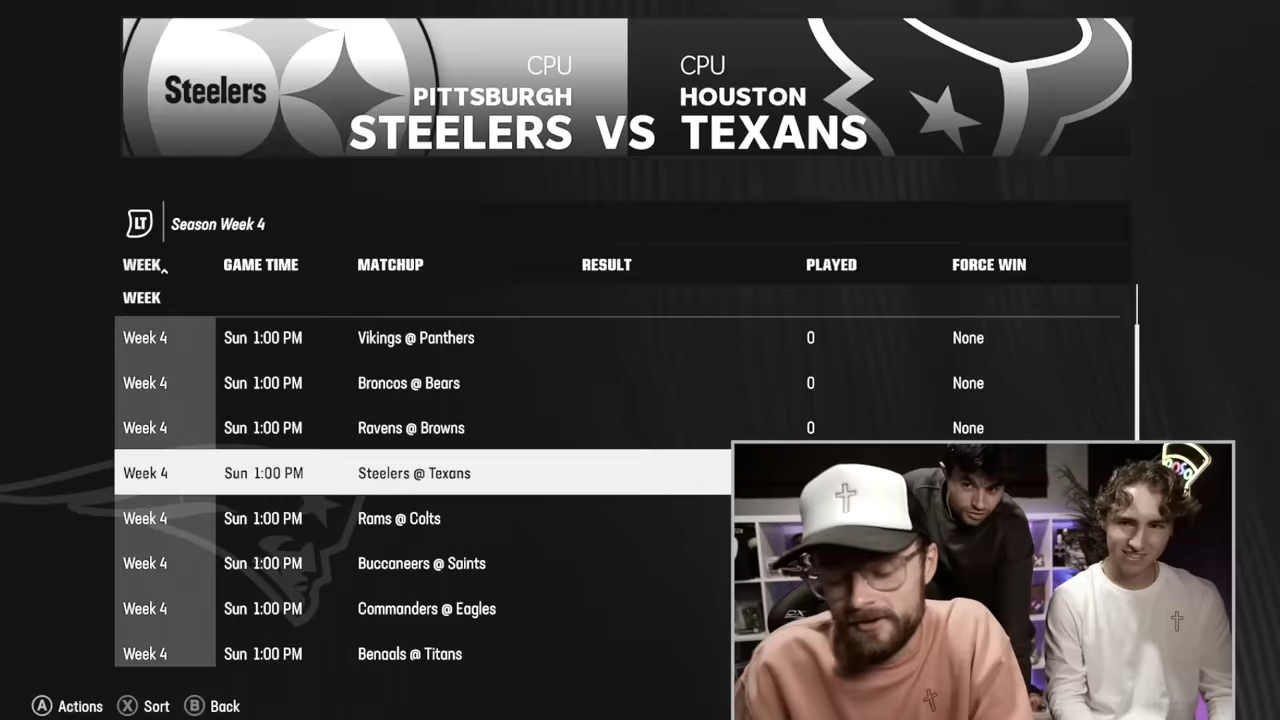 Steelers
CPU
PITTSBURGH
STEELERS VS TEXANS
CPU
HOUSTON
LT Season Week 4
WEEK GAME TIME MATCHUP RESULT PLAYED FORCE WIN
WEEK
Week 4 Sun 1:00 PM Vikings @ Panthers 0 None
Week 4 Sun 1:00 PM Broncos @ Bears 0 None
Week 4 Sun 1:00 PM Ravens @ Browns 0 None
Week 4 Sun 1:00 PM Steelers @ Texans
Week 4 Sun 1:00 PM Rams @ Colts
Week 4 Sun 1:00 PM Buccaneers @ Saints
Week 4 Sun 1:00 PM Commanders @ Eagles
Week 4 Sun 1:00 PM Bengals @ Titans
A Actions X Sort B Back